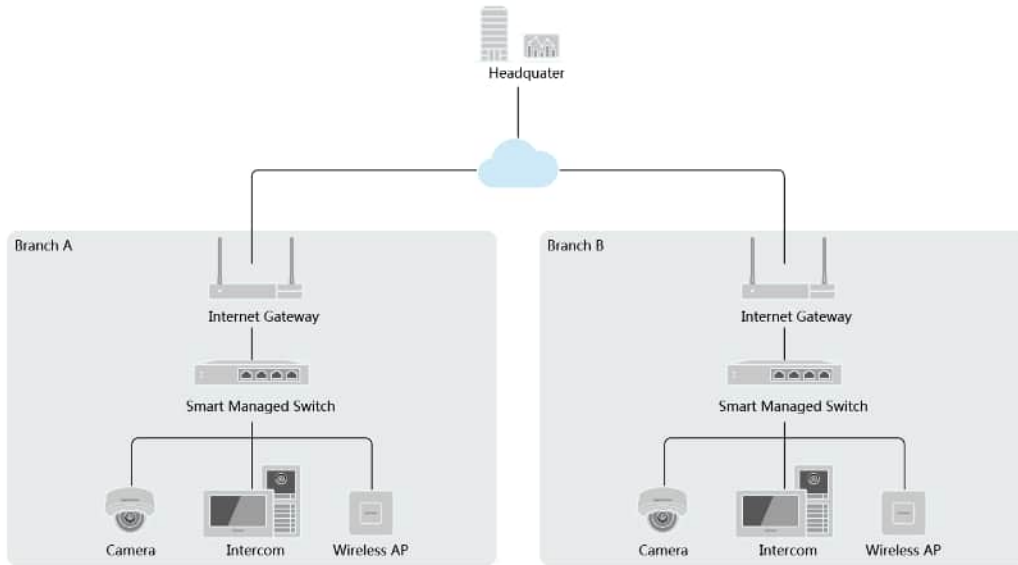 Headquater
Branch A
Branch B
Internet Gateway
Internet Gateway
Smart Managed Switch
Smart Managed Switch
Camera
Intercom
Wireless AP
Camera
Intercom
Wireless AP